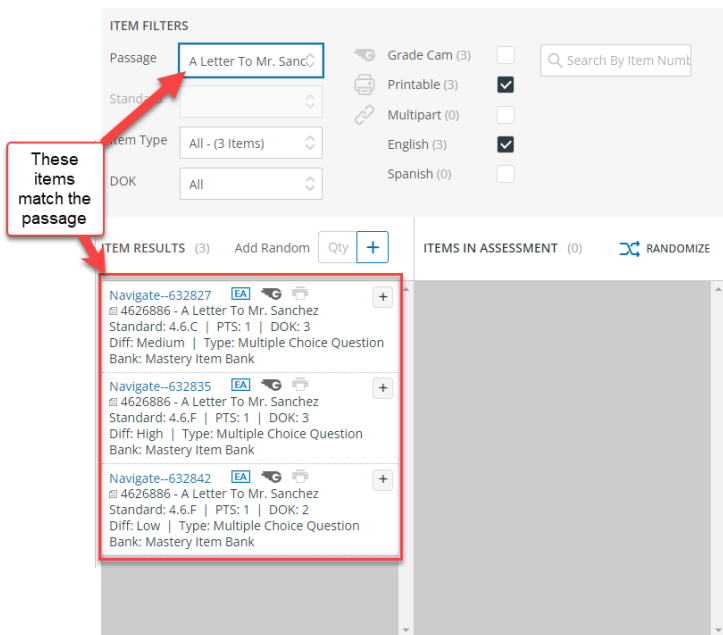 ITEM FILTERS
Passage
A Letter To Mr. Sanc
Grade Cam (3)
Search By Item Numb
Standard
Printable (3)
Multipart (0)
Item Type
All - (3 Items)
English (3)
DOK
All
Spanish (0)
These
items
match the
passage
ITEM RESULTS (3)
Add Random
Qty
+
ITEMS IN ASSESSMENT (0)
RANDOMIZE
Navigate--632827 EA
+
4626886 - A Letter To Mr. Sanchez
Standard: 4.6.C | PTS: 1 | DOK: 3
Diff: Medium | Type: Multiple Choice Question
Bank: Mastery Item Bank
Navigate--632835 EA
+
4626886 - A Letter To Mr. Sanchez
Standard: 4.6.F | PTS: 1 | DOK: 3
Diff: High | Type: Multiple Choice Question
Bank: Mastery Item Bank
Navigate--632842 EA
+
4626886 - A Letter To Mr. Sanchez
Standard: 4.6.F | PTS: 1 | DOK: 2
Diff: Low | Type: Multiple Choice Question
Bank: Mastery Item Bank